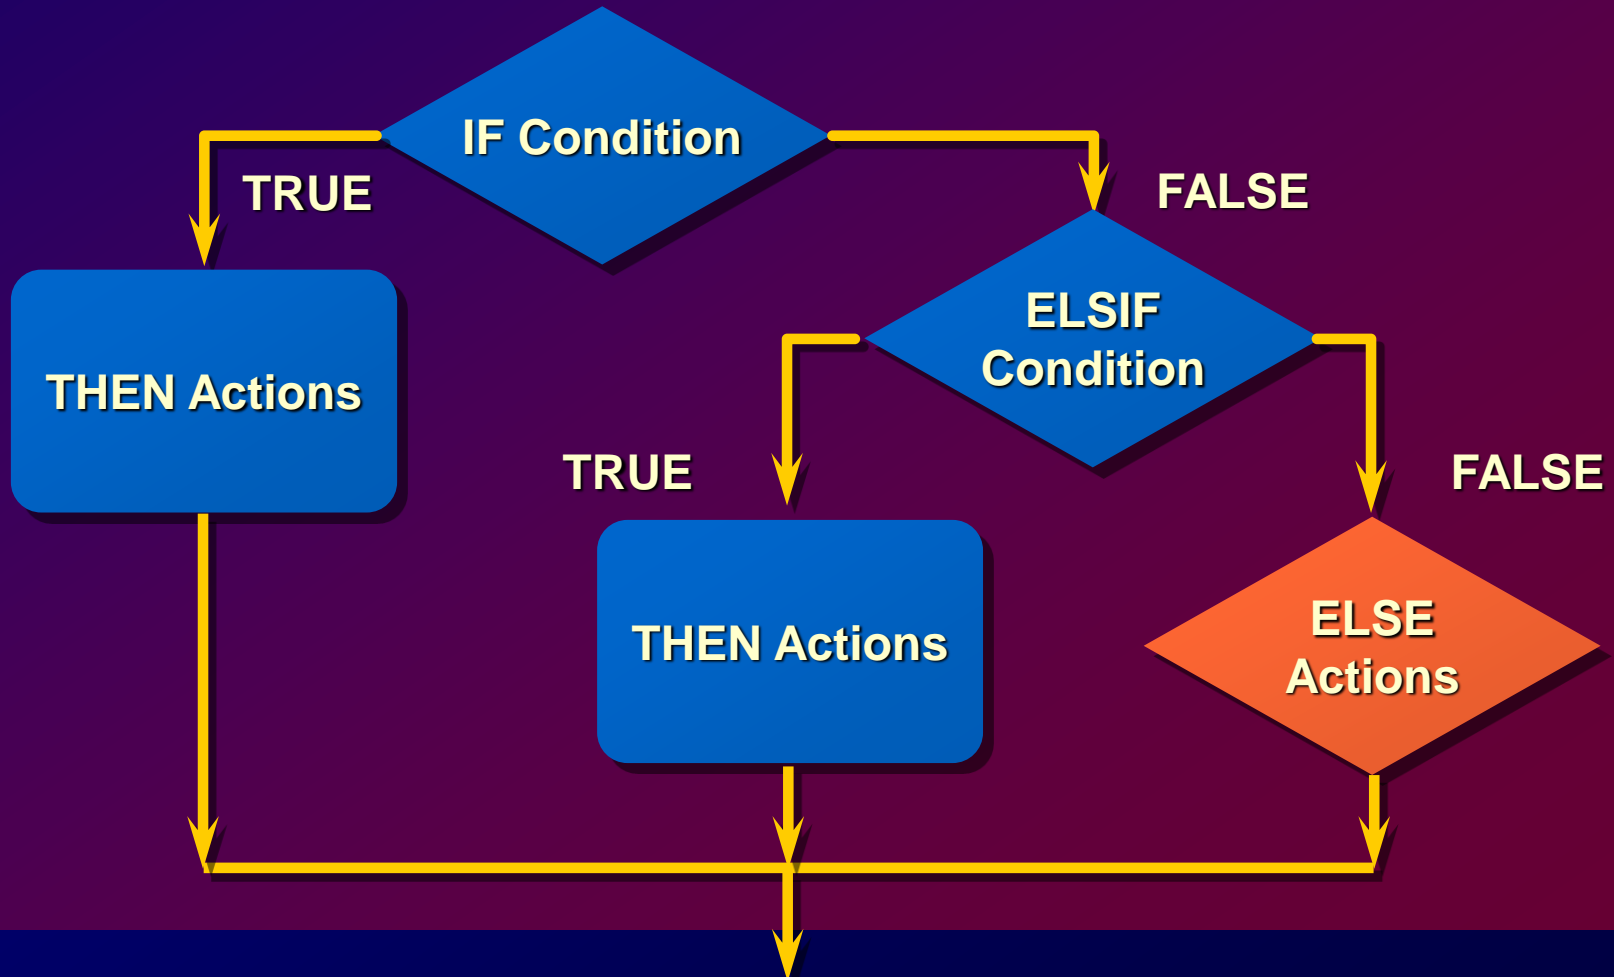 IF Condition
TRUE
FALSE
ELSIF
Condition
THEN Actions
TRUE
FALSE
THEN Actions
ELSE
Actions